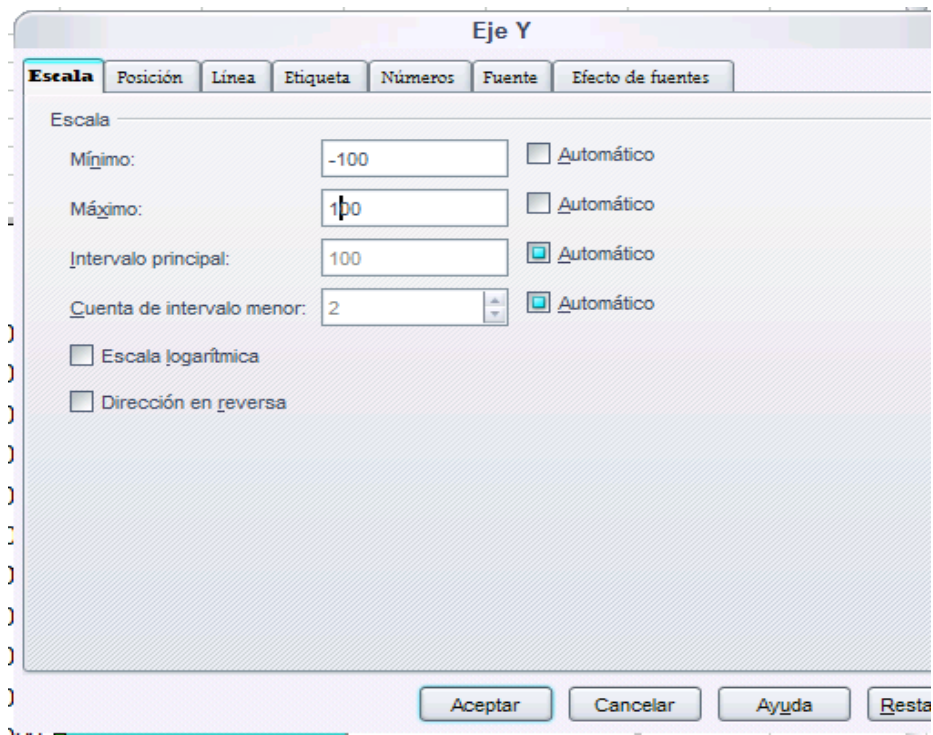 Eje Y
Escala Posición Línea Etiqueta Números Fuente Efecto de fuentes
Escala
Mínimo: -100 Automático
Máximo: 100 Automático
Intervalo principal: 100 Automático
Cuenta de intervalo menor: 2 Automático
Escala logarítmica
Dirección en reversa
Aceptar Cancelar Ayuda Resta